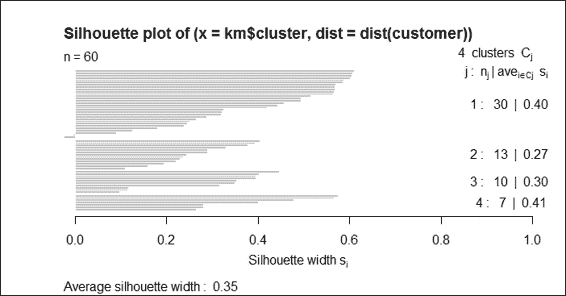 Silhouette plot of (x = km$cluster, dist = dist(customer))
n = 60
4 clusters Cj
j : nj | avei∈Cj si
1 : 30 | 0.40
2 : 13 | 0.27
3 : 10 | 0.30
4 : 7 | 0.41
0.0 0.2 0.4 0.6 0.8 1.0
Silhouette width si
Average silhouette width : 0.35